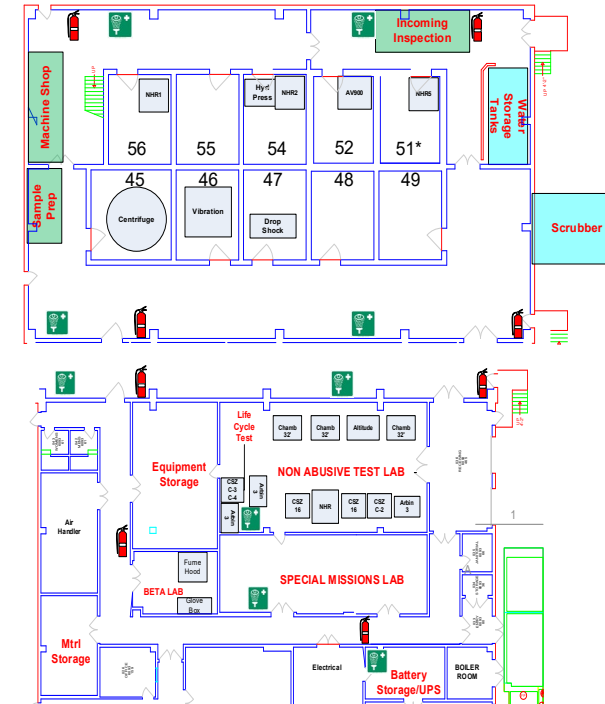 Incoming
Inspection
Machine Shop
UP
NHR1
Hyd
Press
NHR2
AV900
NHR5
Water
Storage
Tanks
56
55
54
52
51*
45
46
47
48
49
Sample
Prep
Centrifuge
Vibration
Drop
Shock
Scrubber
Life
Cycle
Test
Chamb
32'
Chamb
32'
Altitude
Chamb
32'
Equipment
Storage
NON ABUSIVE TEST LAB
CSZ
C-3
C-4
Arbin
3
Arbin
3
CSZ
16
NHR
CSZ
16
CSZ
C-2
Arbin
3
1
Air
Handler
Fume
Hood
A
BETA LAB
SPECIAL MISSIONS LAB
Glove
Box
Mtrl
Storage
Electrical
Battery
Storage/UPS
BOILER
ROOM